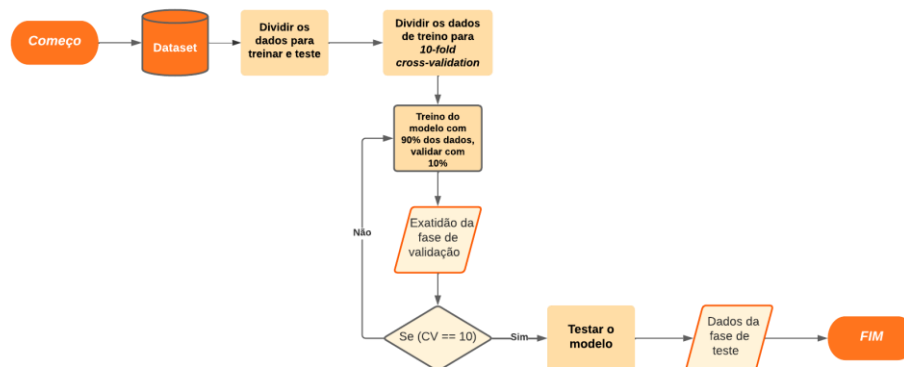 Começo
Dataset
Dividir os
dados para
treinar e teste
Dividir os dados
de treino para
10-fold
cross-validation
Treino do
modelo com
90% dos dados,
validar com
10%
Exatidão da
fase de
validação
Não
Se (CV == 10)
Sim
Testar o
modelo
Dados da
fase de
teste
FIM